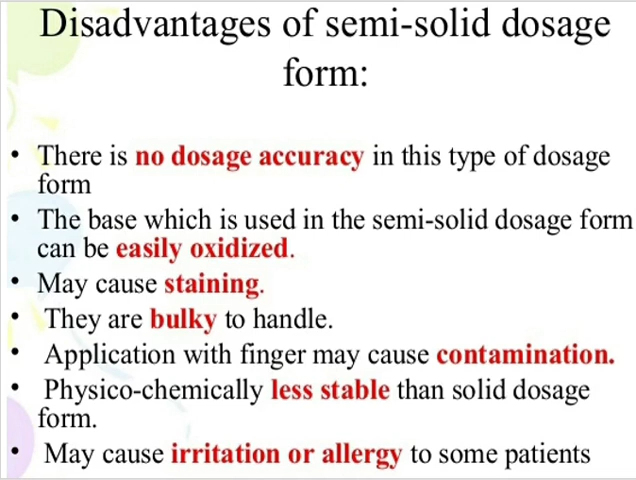 Disadvantages of semi-solid dosage
form:
• There is no dosage accuracy in this type of dosage
form
• The base which is used in the semi-solid dosage form
can be easily oxidized.
• May cause staining.
• They are bulky to handle.
• Application with finger may cause contamination.
• Physico-chemically less stable than solid dosage
form.
• May cause irritation or allergy to some patients